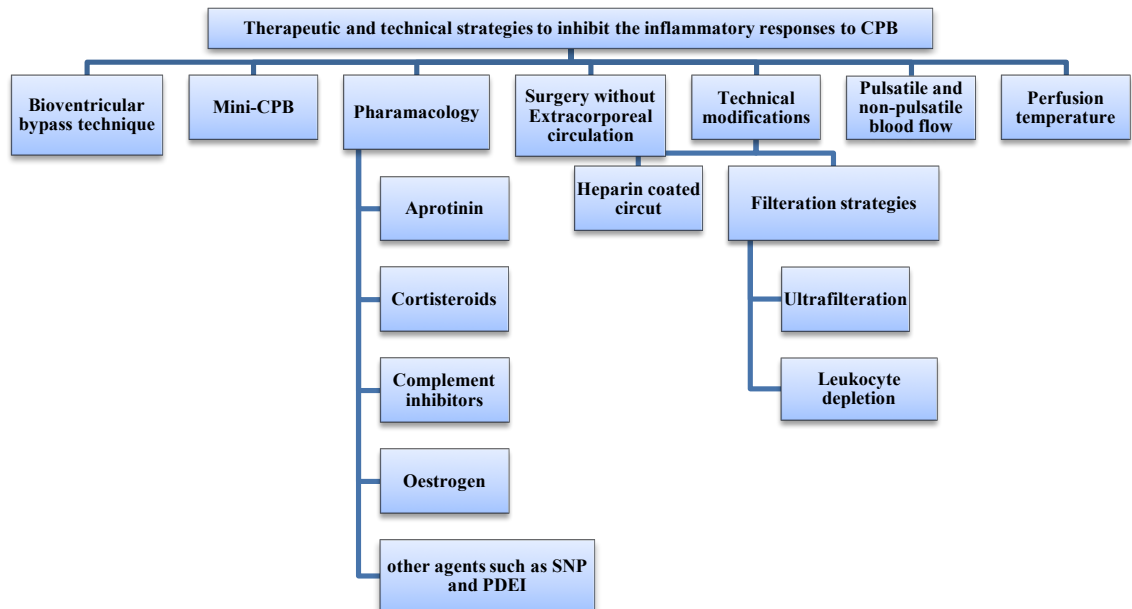 Therapeutic and technical strategies to inhibit the inflammatory responses to CPB
Bioventricular
bypass technique
Mini-CPB
Pharamacology
Surgery without
Extracorporeal
circulation
Technical
modifications
Pulsatile and
non-pulsatile
blood flow
Perfusion
temperature
Heparin coated
circut
Filteration strategies
Aprotinin
Cortisteroids
Complement
inhibitors
Oestrogen
other agents such as SNP
and PDEI
Ultrafilteration
Leukocyte
depletion